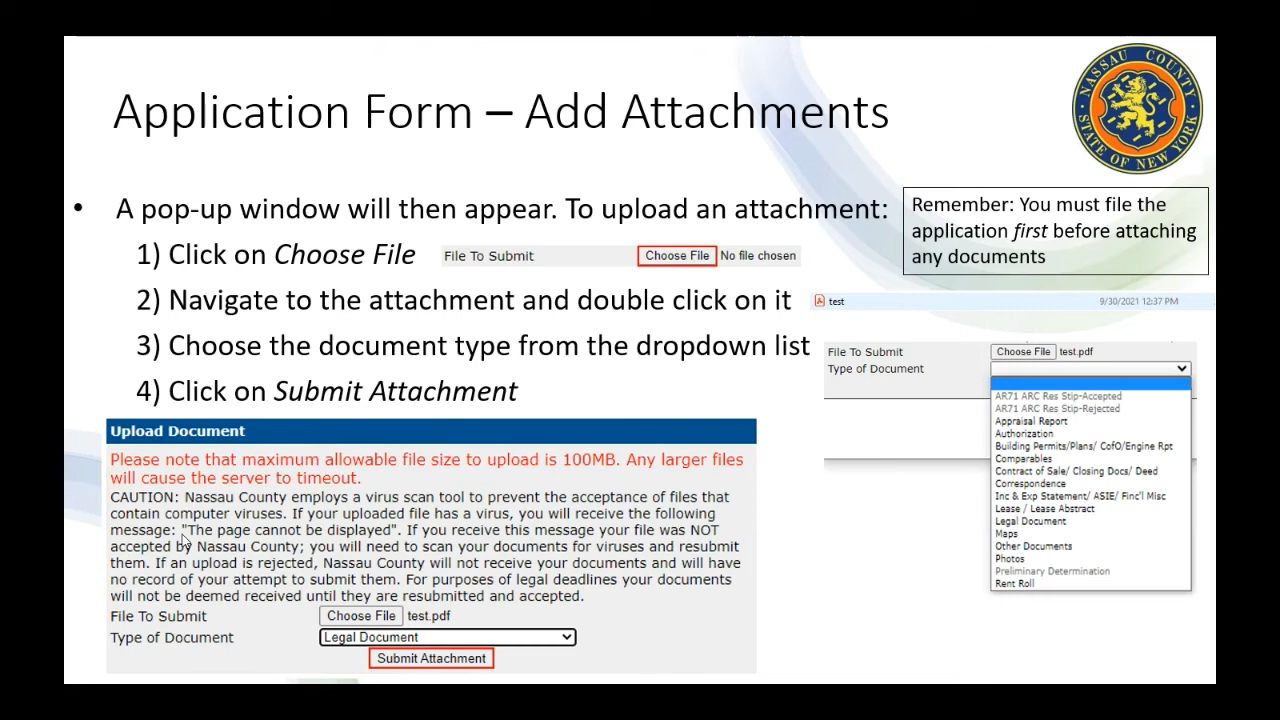 NASSAU COUNTY
STATE OF NEW YORK
Application Form – Add Attachments
• A pop-up window will then appear. To upload an attachment:
1) Click on Choose File
File To Submit Choose File No file chosen
2) Navigate to the attachment and double click on it
3) Choose the document type from the dropdown list
4) Click on Submit Attachment
Remember: You must file the
application first before attaching
any documents
test 9/30/2021 12:37 PM
File To Submit Choose File test.pdf
Type of Document
AR71 ARC Res Stip-Accepted
AR71 ARC Res Stip-Rejected
Appraisal Report
Authorization
Building Permits/Plans/ CofO/Engine Rpt
Comparables
Contract of Sale/ Closing Docs/ Deed
Correspondence
Inc & Exp Statement/ ASIE/ Finc'l Misc
Lease / Lease Abstract
Legal Document
Maps
Other Documents
Photos
Preliminary Determination
Rent Roll
Upload Document
Please note that maximum allowable file size to upload is 100MB. Any larger files
will cause the server to timeout.
CAUTION: Nassau County employs a virus scan tool to prevent the acceptance of files that
contain computer viruses. If your uploaded file has a virus, you will receive the following
message: "The page cannot be displayed". If you receive this message your file was NOT
accepted by Nassau County; you will need to scan your documents for viruses and resubmit
them. If an upload is rejected, Nassau County will not receive your documents and will have
no record of your attempt to submit them. For purposes of legal deadlines your documents
will not be deemed received until they are resubmitted and accepted.
File To Submit Choose File test.pdf
Type of Document Legal Document
Submit Attachment